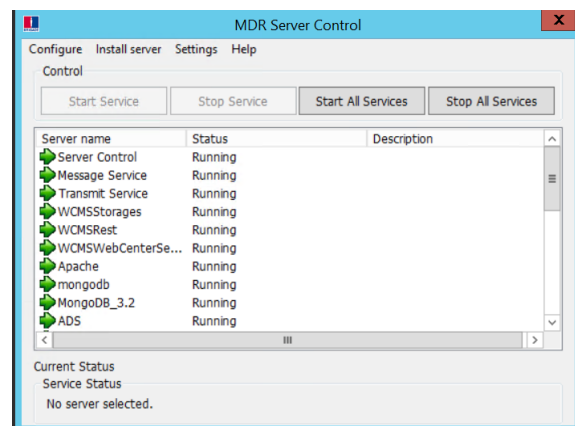 MDR Server Control
Configure Install server Settings Help
Control
Start Service Stop Service Start All Services Stop All Services
Server name Status Description
Server Control Running
Message Service Running
Transmit Service Running
WCMSStorages Running
WCMSRest Running
WCMSWebCenterSe... Running
Apache Running
mongodb Running
MongoDB_3.2 Running
ADS Running
Current Status
Service Status
No server selected.